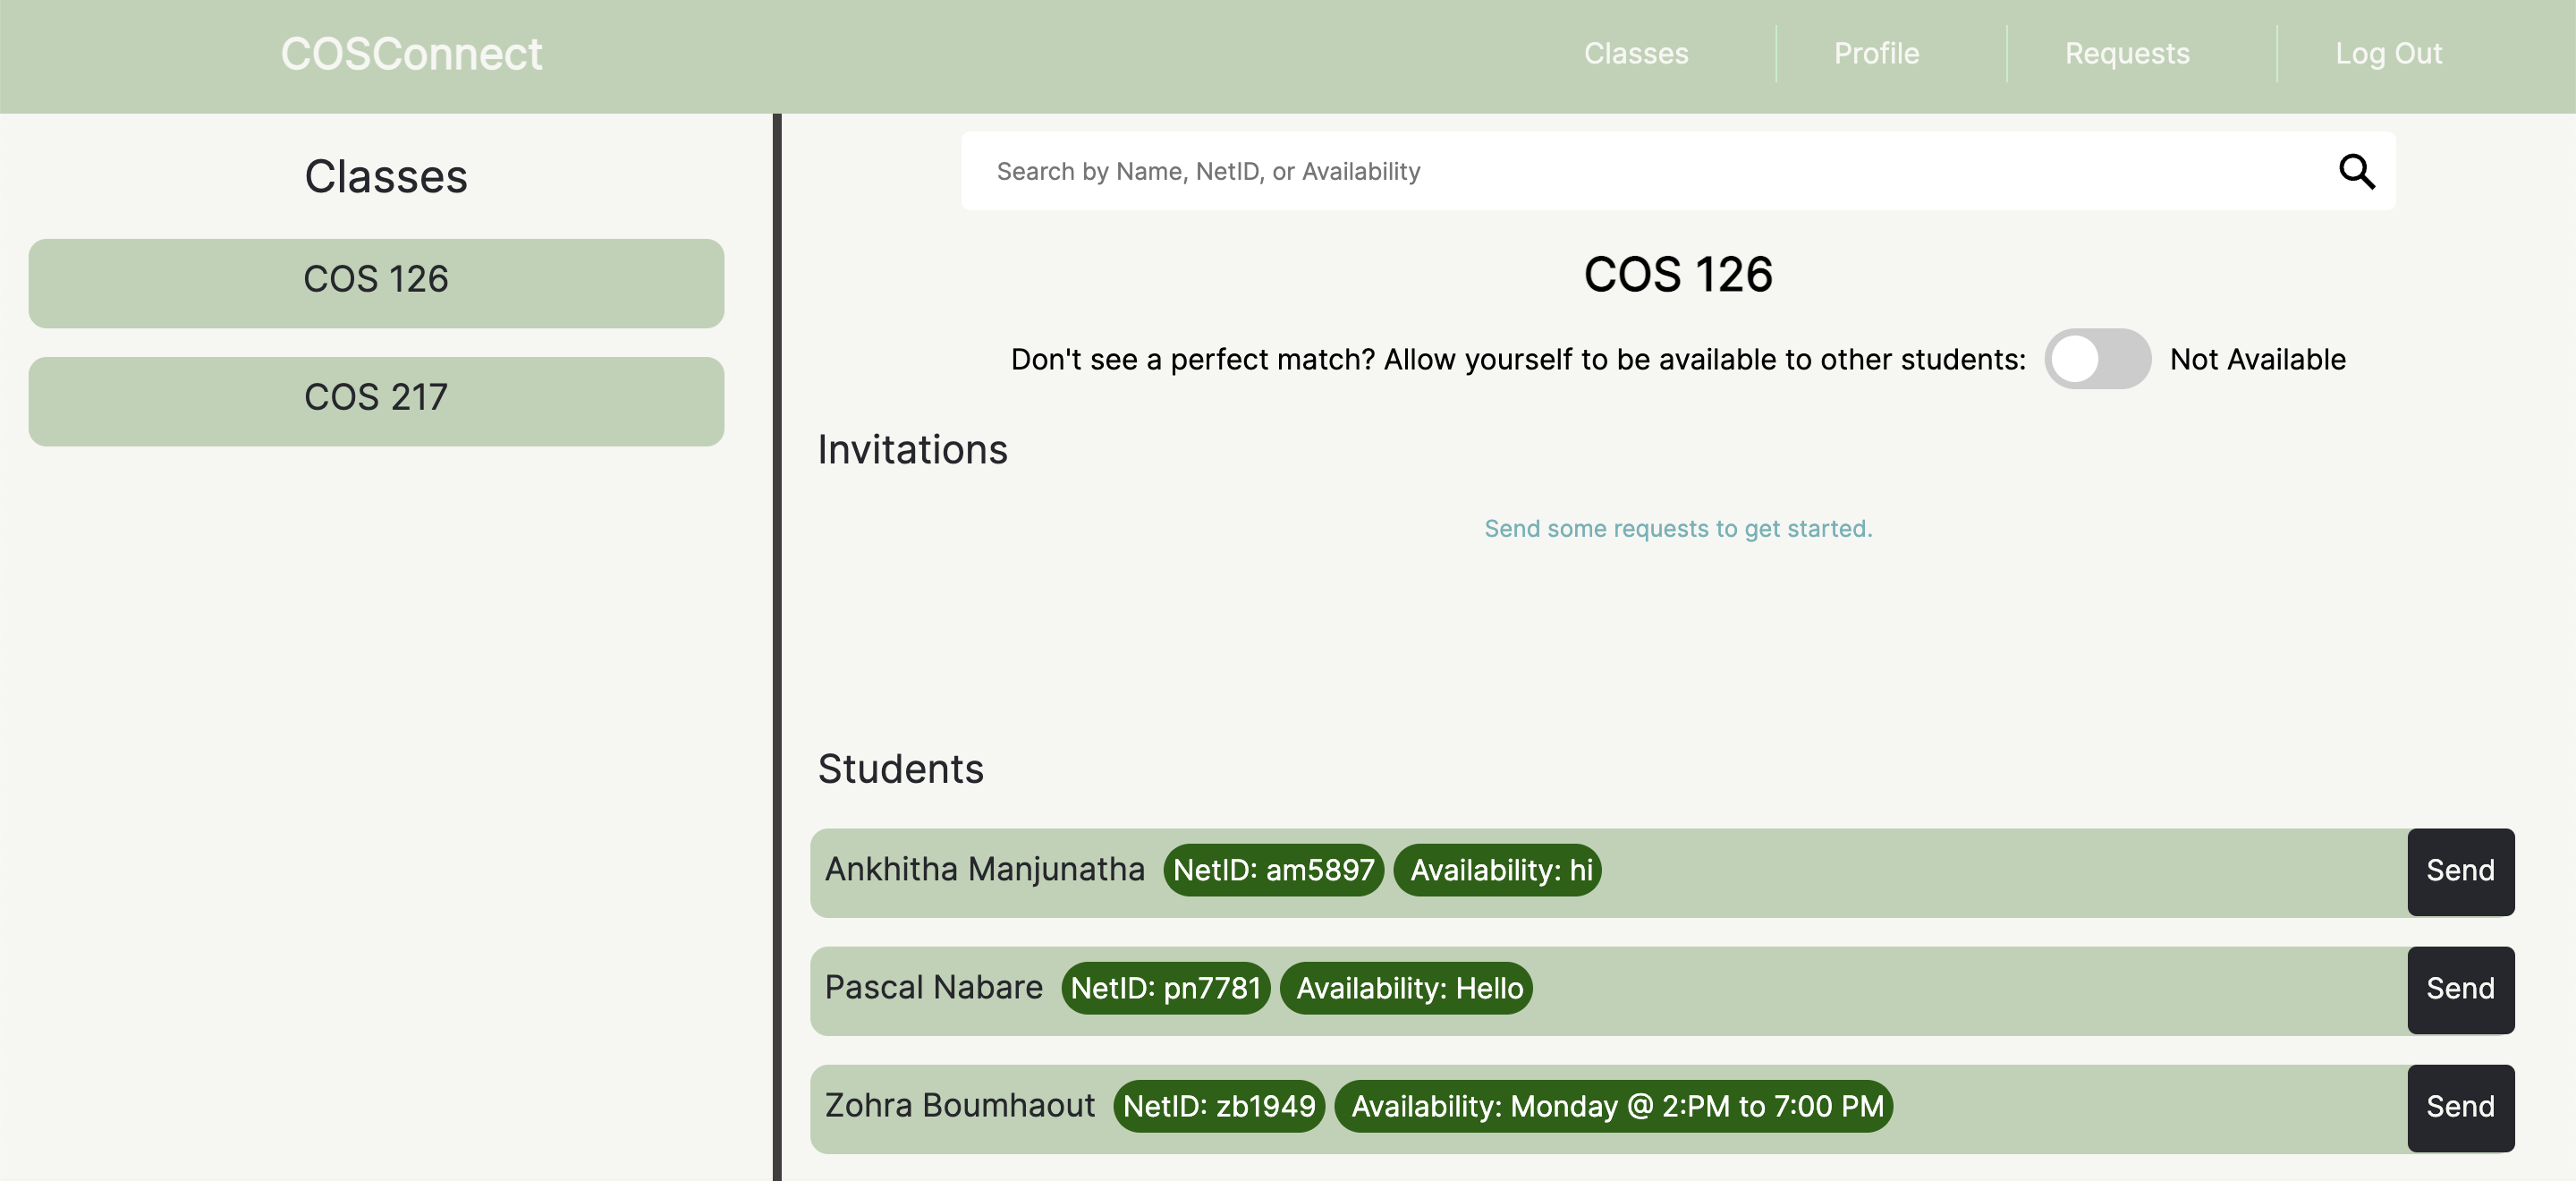 COSConnect
Classes
Profile
Requests
Log Out
Classes
COS 126
COS 217
Search by Name, NetID, or Availability
COS 126
Don't see a perfect match? Allow yourself to be available to other students: Not Available
Invitations
Send some requests to get started.
Students
Ankhitha Manjunatha NetID: am5897 Availability: hi Send
Pascal Nabare NetID: pn7781 Availability: Hello Send
Zohra Boumhaout NetID: zb1949 Availability: Monday @ 2:PM to 7:00 PM Send